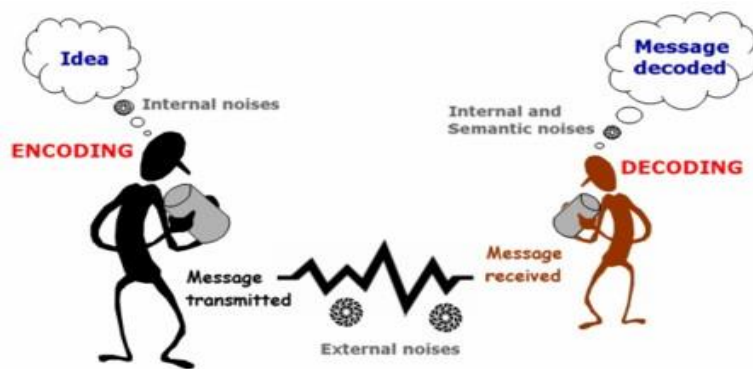 Idea
Internal noises
ENCODING
Message
transmitted
External noises
Message
received
DECODING
Internal and
Semantic noises
Message
decoded